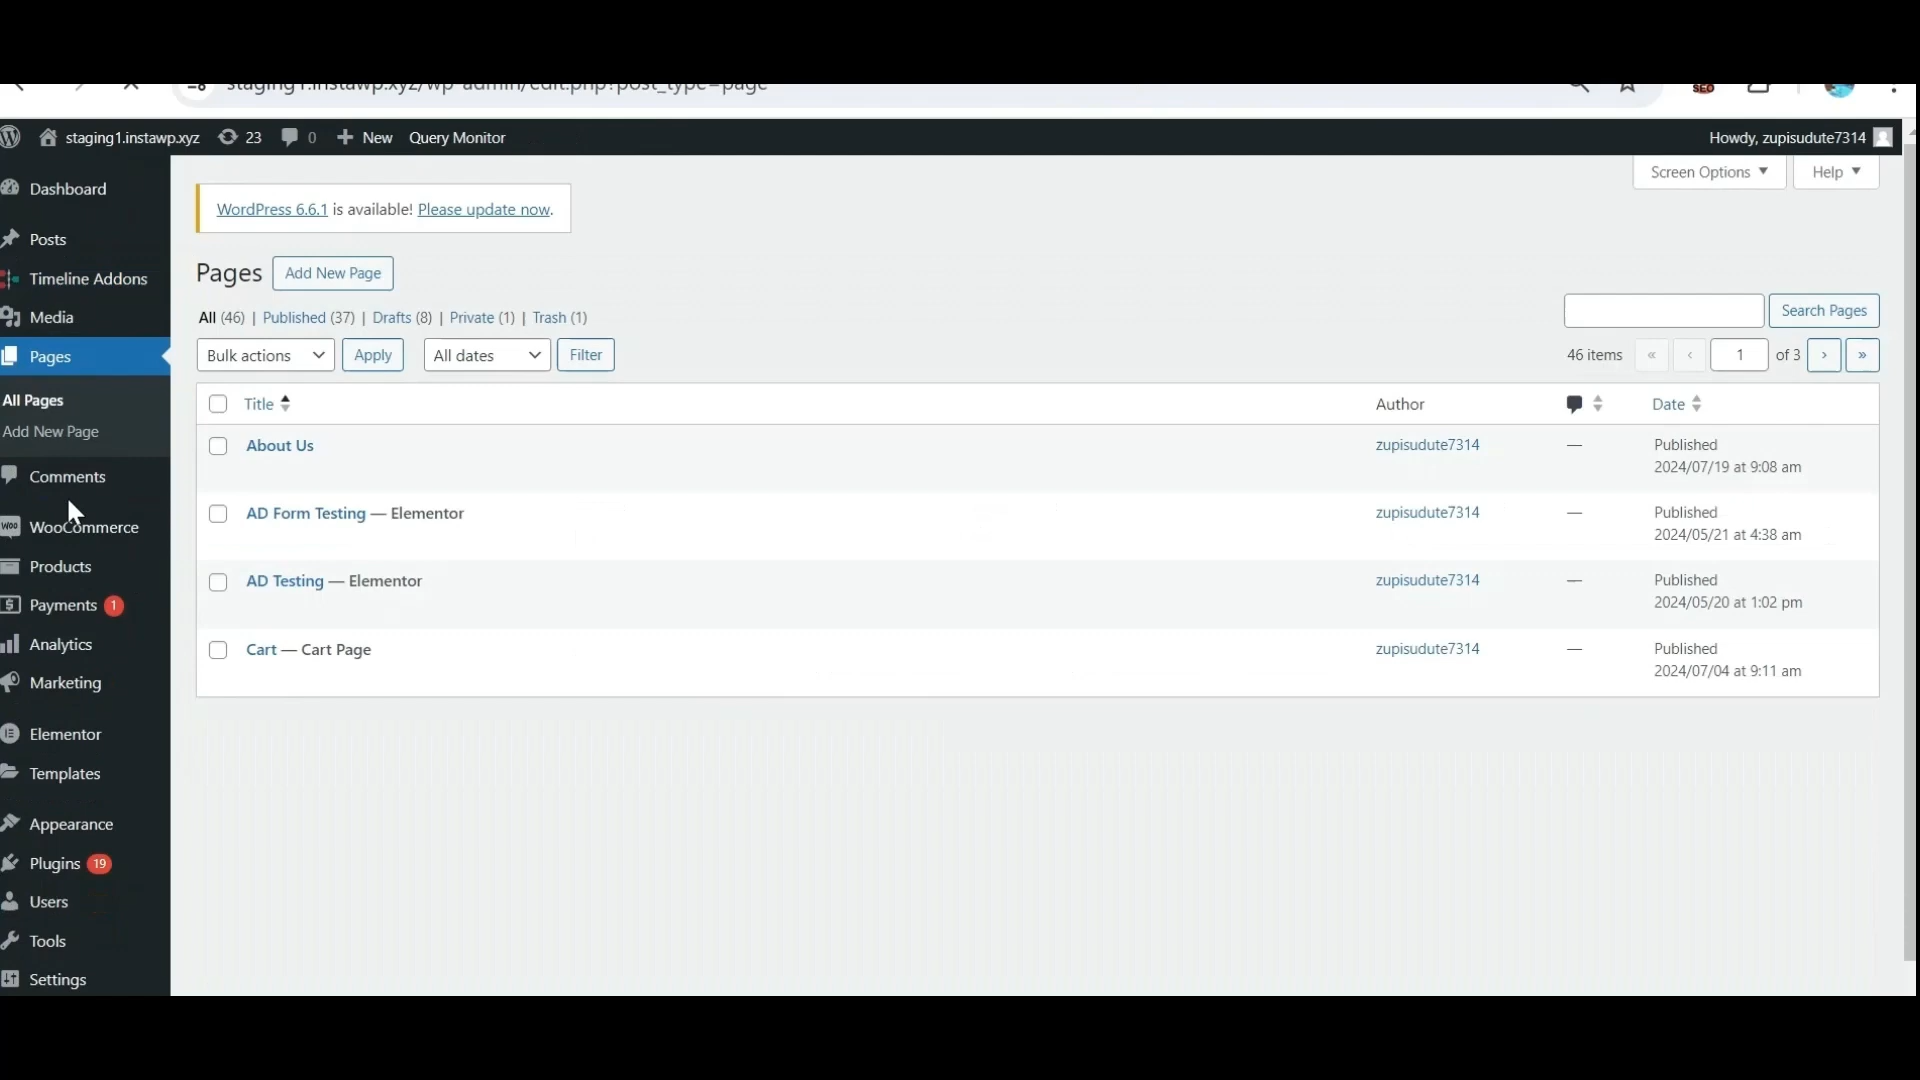 staging1.instawp.xyz/wp-admin/edit.php?post_type=page
SEO
staging1.instawp.xyz 23 0 New Query Monitor Howdy, zupisudute7314
Screen Options Help
Dashboard
WordPress 6.6.1 is available! Please update now.
Posts
Timeline Addons
Media
Pages
All Pages
Add New Page
Comments
WooCommerce
Products
Payments 1
Analytics
Marketing
Elementor
Templates
Appearance
Plugins 19
Users
Tools
Settings
Pages Add New Page
All (46) | Published (37) | Drafts (8) | Private (1) | Trash (1)
Search Pages
Bulk actions Apply All dates Filter
46 items « ‹ 1 of 3 › »
Title Author Date
About Us zupisudute7314 — Published
2024/07/19 at 9:08 am
AD Form Testing — Elementor zupisudute7314 — Published
2024/05/21 at 4:38 am
AD Testing — Elementor zupisudute7314 — Published
2024/05/20 at 1:02 pm
Cart — Cart Page zupisudute7314 — Published
2024/07/04 at 9:11 am